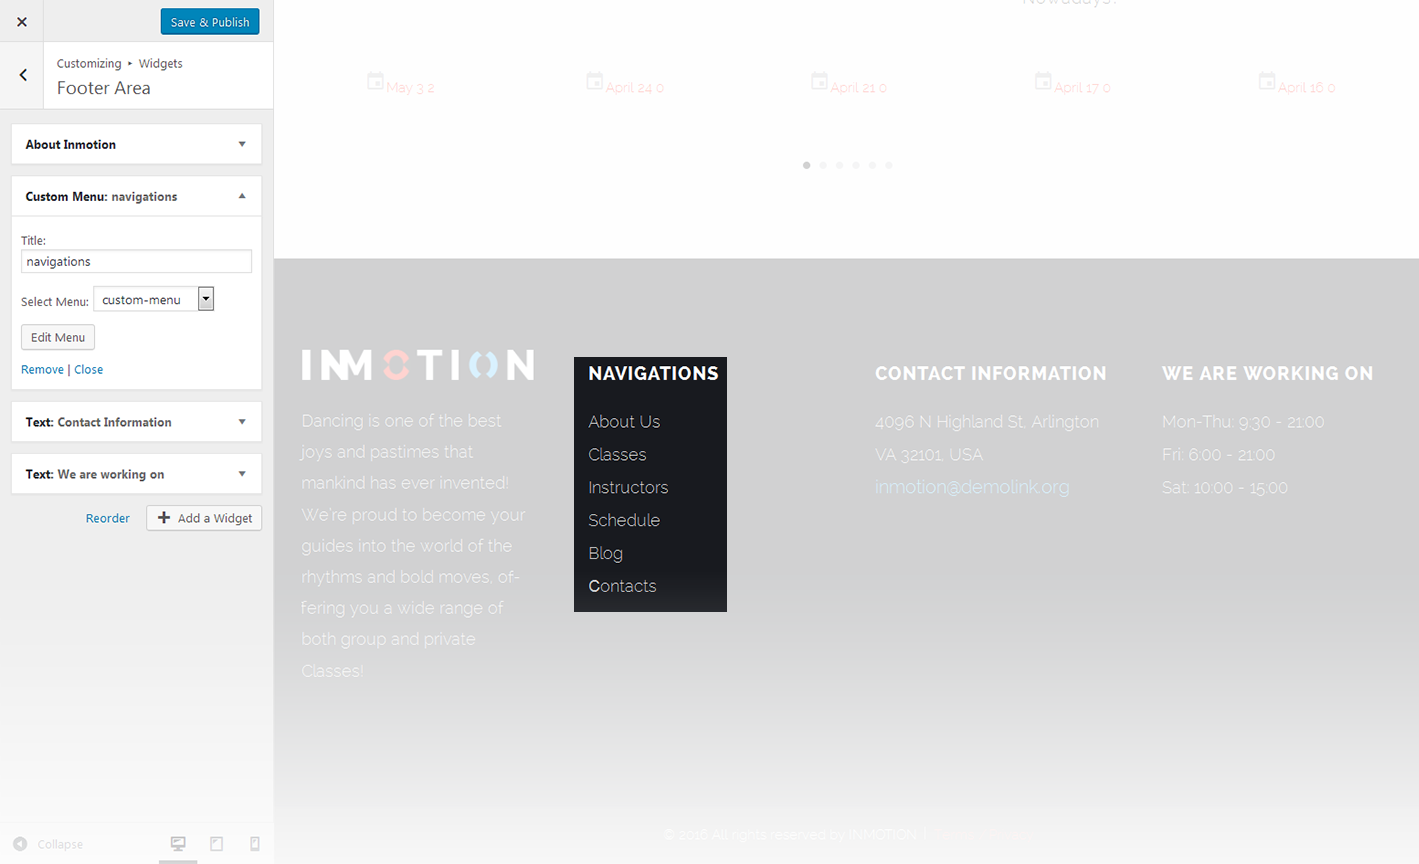 Save & Publish
Customizing ▸ Widgets
Footer Area
About Inmotion
Custom Menu: navigations
Title:
navigations
Select Menu: custom-menu
Edit Menu
Remove | Close
Text: Contact Information
Text: We are working on
Reorder
Add a Widget
Collapse
Nowadays?
May 3 2
April 24 0
April 21 0
April 17 0
April 16 0
INMOTION
Dancing is one of the best
joys and pastimes that
mankind has ever invented!
We're proud to become your
guides into the world of the
rhythms and bold moves, of-
fering you a wide range of
both group and private
Classes!
NAVIGATIONS
About Us
Classes
Instructors
Schedule
Blog
Contacts
CONTACT INFORMATION
4096 N Highland St, Arlington
VA 32101, USA
inmotion@demolink.org
WE ARE WORKING ON
Mon-Thu: 9:30 - 21:00
Fri: 6:00 - 21:00
Sat: 10:00 - 15:00
© 2016 All rights reserved by INMOTION |